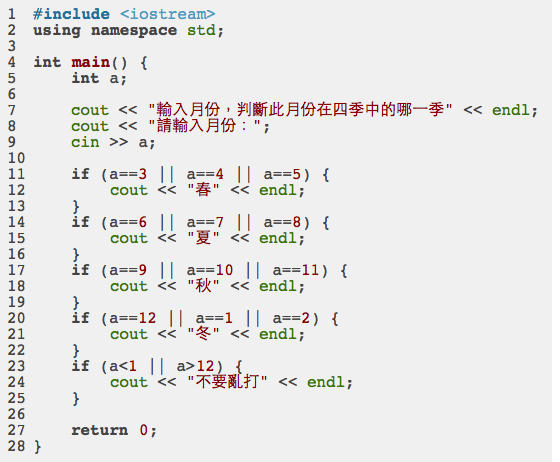 1 #include <iostream>
2 using namespace std;
3
4 int main() {
5     int a;
6
7     cout << "輸入月份，判斷此月份在四季中的哪一季" << endl;
8     cout << "請輸入月份：";
9     cin >> a;
10
11     if (a==3 || a==4 || a==5) {
12         cout << "春" << endl;
13     }
14     if (a==6 || a==7 || a==8) {
15         cout << "夏" << endl;
16     }
17     if (a==9 || a==10 || a==11) {
18         cout << "秋" << endl;
19     }
20     if (a==12 || a==1 || a==2) {
21         cout << "冬" << endl;
22     }
23     if (a<1 || a>12) {
24         cout << "不要亂打" << endl;
25     }
26
27     return 0;
28 }